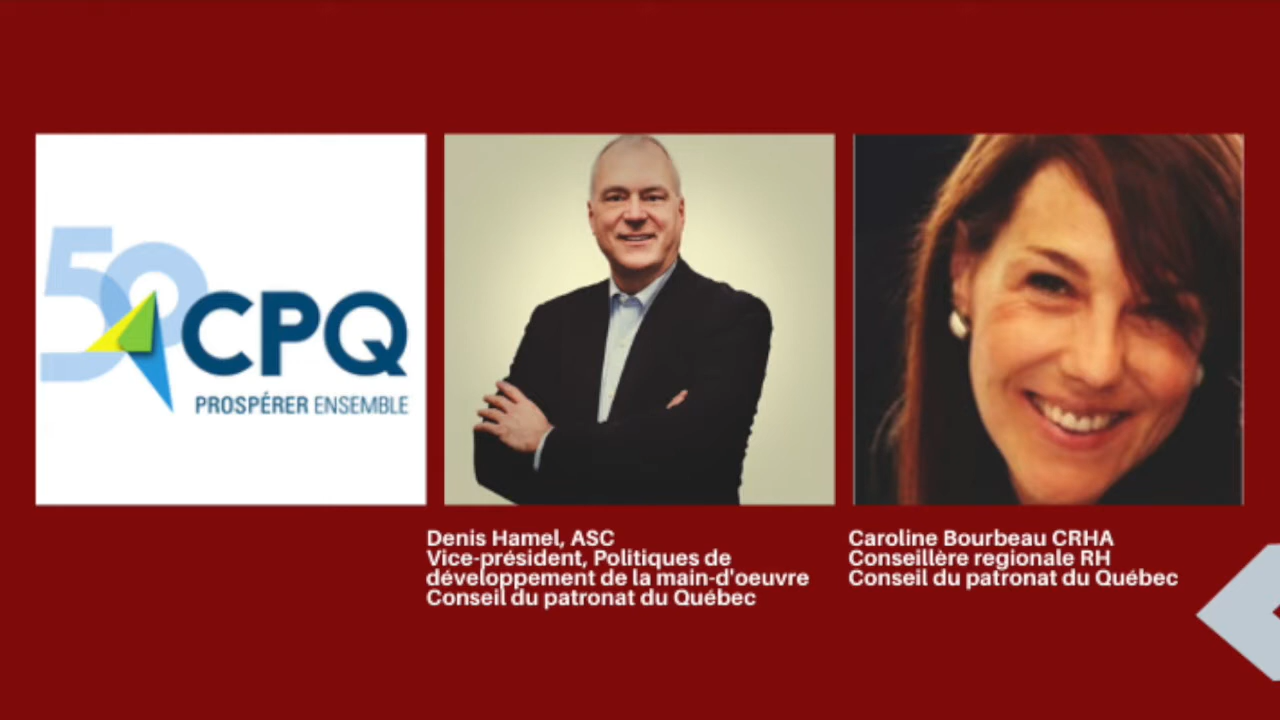 50
CPQ
PROSPÉRER ENSEMBLE
Denis Hamel, ASC
Vice-président, Politiques de
développement de la main-d'oeuvre
Conseil du patronat du Québec
Caroline Bourbeau CRHA
Conseillère regionale RH
Conseil du patronat du Québec